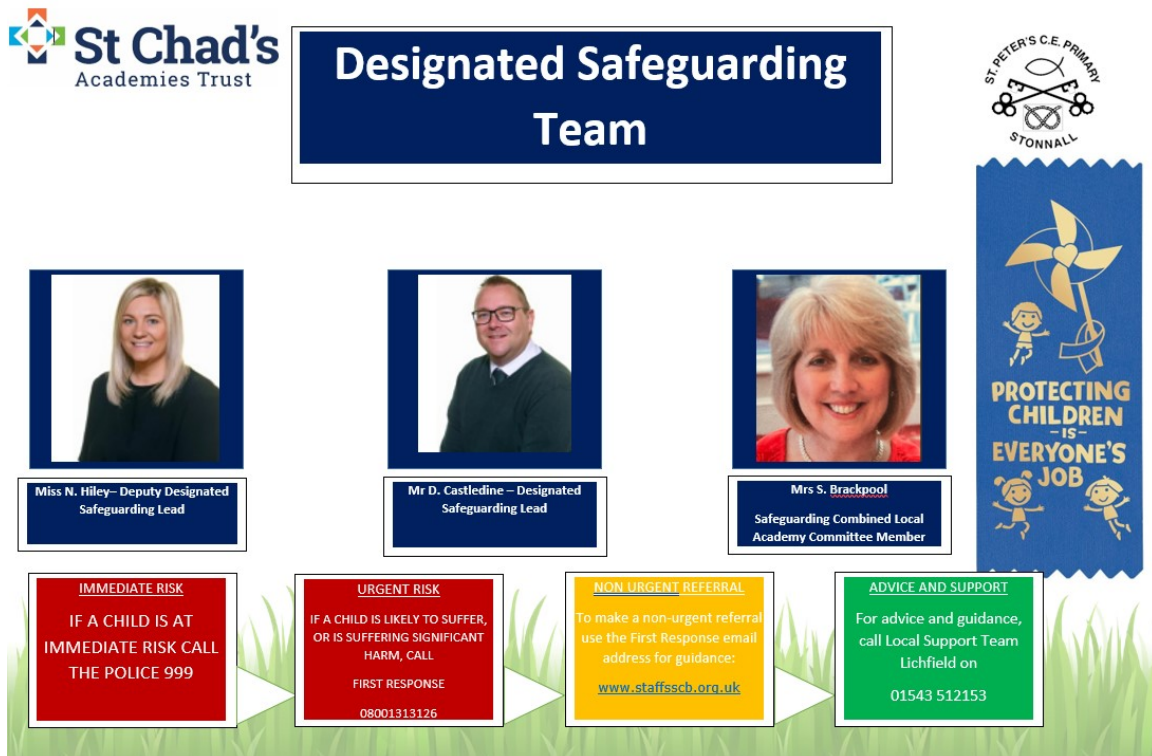 St Chad's
Academies Trust
Designated Safeguarding
Team
ST. PETER'S C.E. PRIMARY
STONNALL
PROTECTING
CHILDREN
-IS-
EVERYONE'S
JOB
Miss N. Hiley– Deputy Designated
Safeguarding Lead
Mr D. Castledine – Designated
Safeguarding Lead
Mrs S. Brackpool
Safeguarding Combined Local
Academy Committee Member
IMMEDIATE RISK
IF A CHILD IS AT
IMMEDIATE RISK CALL
THE POLICE 999
URGENT RISK
IF A CHILD IS LIKELY TO SUFFER,
OR IS SUFFERING SIGNIFICANT
HARM, CALL
FIRST RESPONSE
08001313126
NON URGENT REFERRAL
To make a non-urgent referral
use the First Response email
address for guidance:
www.staffsscb.org.uk
ADVICE AND SUPPORT
For advice and guidance,
call Local Support Team
Lichfield on
01543 512153